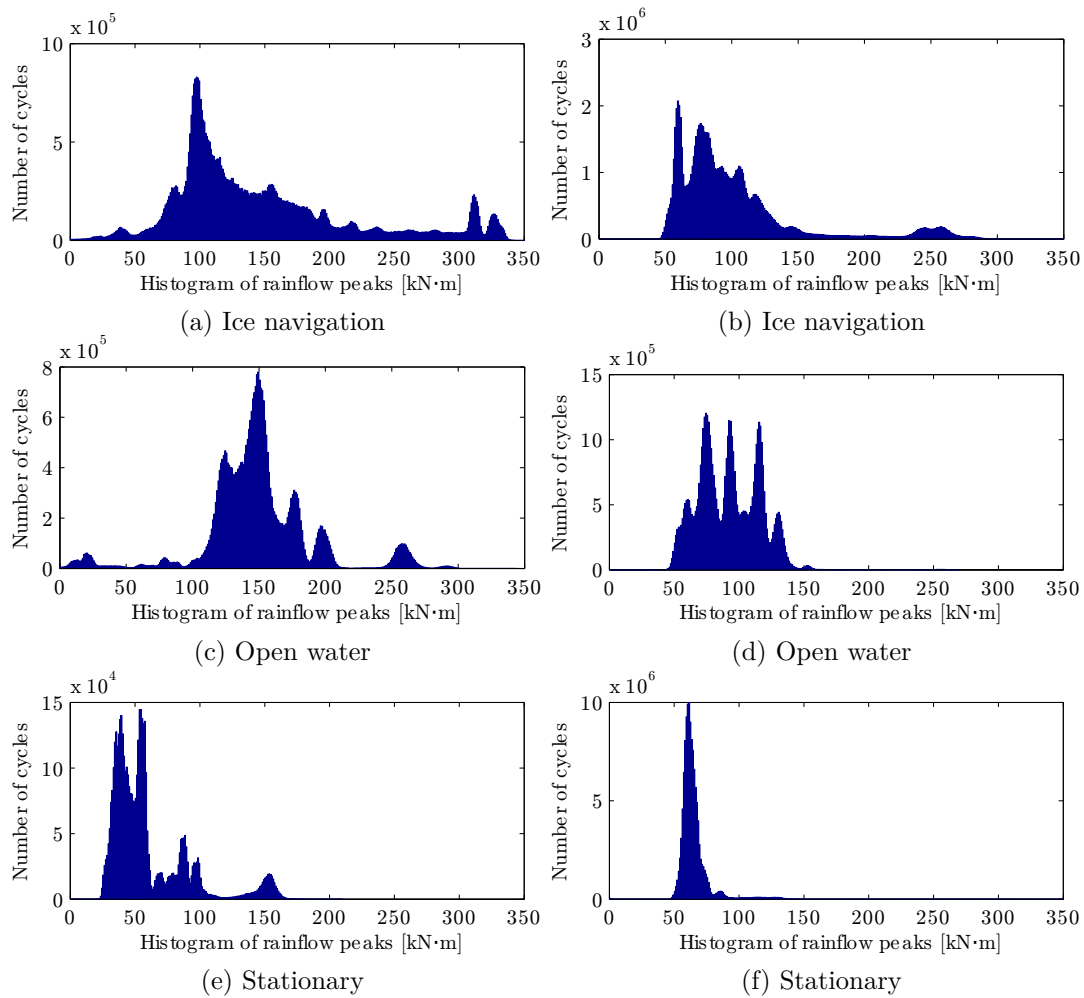 x 10^5
10
5
0
Number of cycles
0 50 100 150 200 250 300 350
Histogram of rainflow peaks [kN·m]
(a) Ice navigation
x 10^6
3
2
1
0
Number of cycles
0 50 100 150 200 250 300 350
Histogram of rainflow peaks [kN·m]
(b) Ice navigation
x 10^5
8
6
4
2
0
Number of cycles
0 50 100 150 200 250 300 350
Histogram of rainflow peaks [kN·m]
(c) Open water
x 10^5
15
10
5
0
Number of cycles
0 50 100 150 200 250 300 350
Histogram of rainflow peaks [kN·m]
(d) Open water
x 10^4
15
10
5
0
Number of cycles
0 50 100 150 200 250 300 350
Histogram of rainflow peaks [kN·m]
(e) Stationary
x 10^6
10
5
0
Number of cycles
0 50 100 150 200 250 300 350
Histogram of rainflow peaks [kN·m]
(f) Stationary